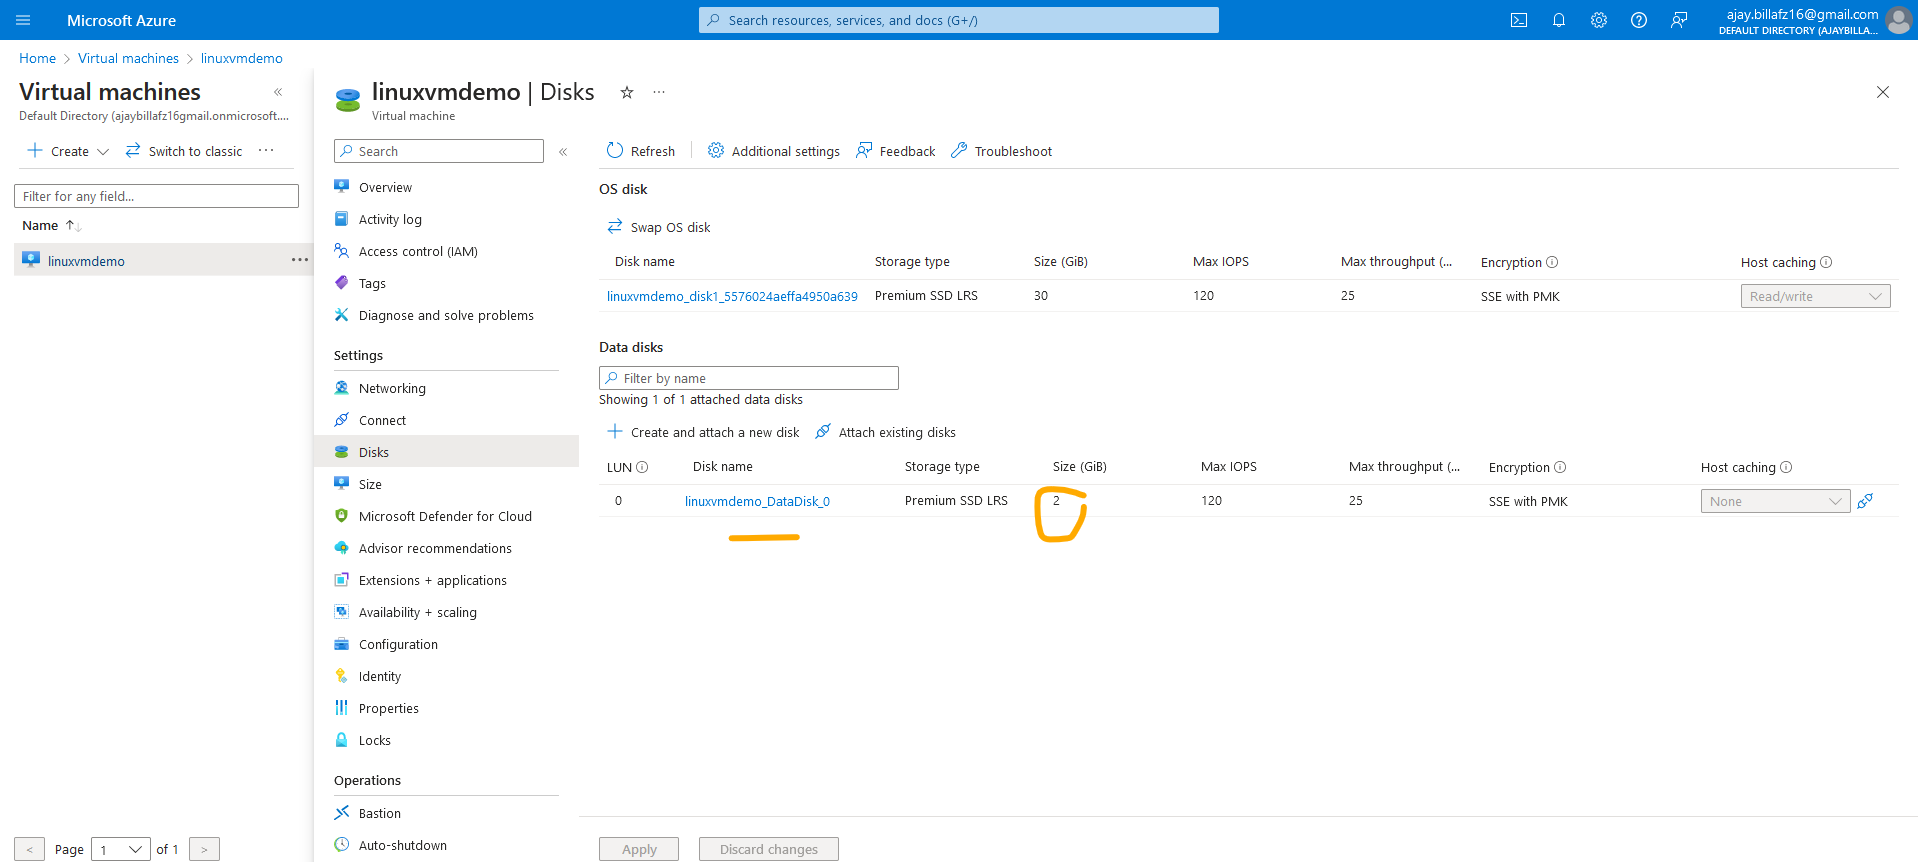 Microsoft Azure
Search resources, services, and docs (G+/)
ajay.billafz16@gmail.com
DEFAULT DIRECTORY (AJAYBILLA...
Home > Virtual machines > linuxvmdemo
Virtual machines «
Default Directory (ajaybillafz16gmail.onmicrosoft....
+ Create Switch to classic ...
Filter for any field...
Name ↑↓
linuxvmdemo ...
< Page 1 of 1 >
linuxvmdemo | Disks ☆ ...
Virtual machine
Search «
Overview
Activity log
Access control (IAM)
Tags
Diagnose and solve problems
Settings
Networking
Connect
Disks
Size
Microsoft Defender for Cloud
Advisor recommendations
Extensions + applications
Availability + scaling
Configuration
Identity
Properties
Locks
Operations
Bastion
Auto-shutdown
Refresh Additional settings Feedback Troubleshoot
OS disk
Swap OS disk
Disk name Storage type Size (GiB) Max IOPS Max throughput (... Encryption Host caching
linuxvmdemo_disk1_5576024aeffa4950a639 Premium SSD LRS 30 120 25 SSE with PMK Read/write
Data disks
Filter by name
Showing 1 of 1 attached data disks
+ Create and attach a new disk Attach existing disks
LUN Disk name Storage type Size (GiB) Max IOPS Max throughput (... Encryption Host caching
0 linuxvmdemo_DataDisk_0 Premium SSD LRS 2 120 25 SSE with PMK None
Apply Discard changes